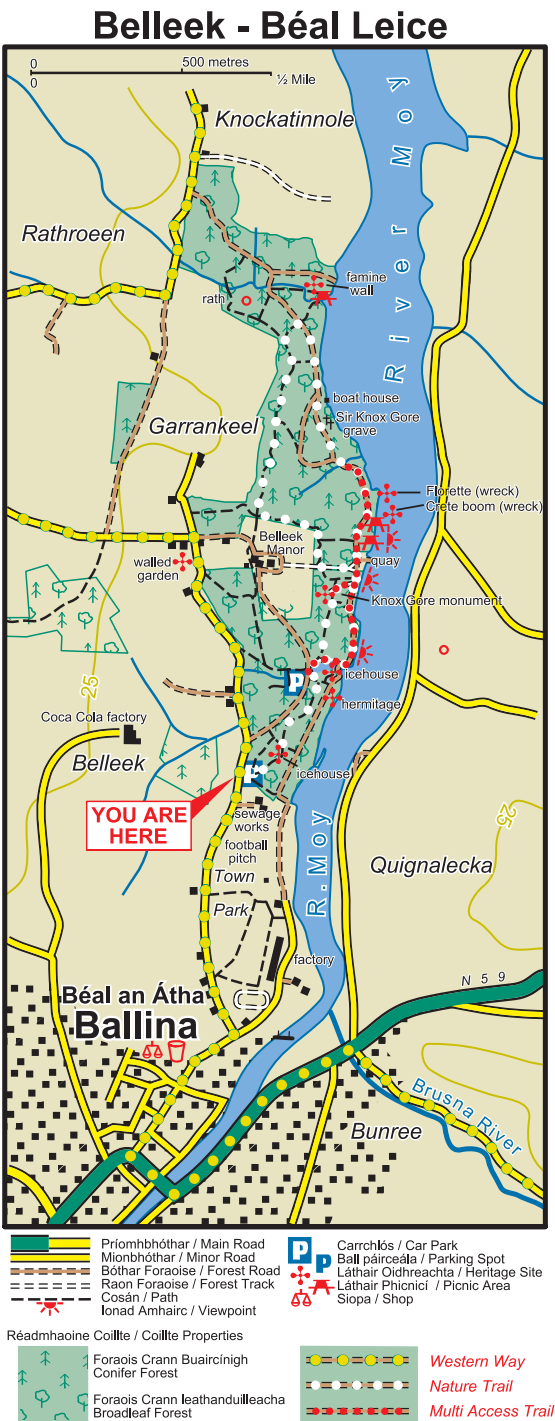 Belleek - Béal Leice
0 500 metres
0 ½ Mile
River Moy
Knockatinnole
Rathroeen
famine
wall
rath
boat house
Sir Knox Gore
grave
Garrankeel
Florette (wreck)
Crete boom (wreck)
Belleek
Manor
walled
garden
quay
Knox Gore monument
P
icehouse
hermitage
25
Coca Cola factory
Belleek
icehouse
P
YOU ARE
HERE
sewage
works
25
football
pitch
Town
Park
R. Moy
Quignalecka
factory
N 59
Béal an Átha
Ballina
Brusna River
Bunree
Príomhbhóthar / Main Road
Mionbhóthar / Minor Road
Bóthar Foraoise / Forest Road
Raon Foraoise / Forest Track
Cosán / Path
Ionad Amhairc / Viewpoint
P
P
Carrchlós / Car Park
Ball páirceála / Parking Spot
Láthair Oidhreachta / Heritage Site
Láthair Phicnicí / Picnic Area
Siopa / Shop
Réadmhaoine Coillte / Coillte Properties
Foraois Crann Buaircínigh
Conifer Forest
Foraois Crann leathanduilleacha
Broadleaf Forest
Western Way
Nature Trail
Multi Access Trail